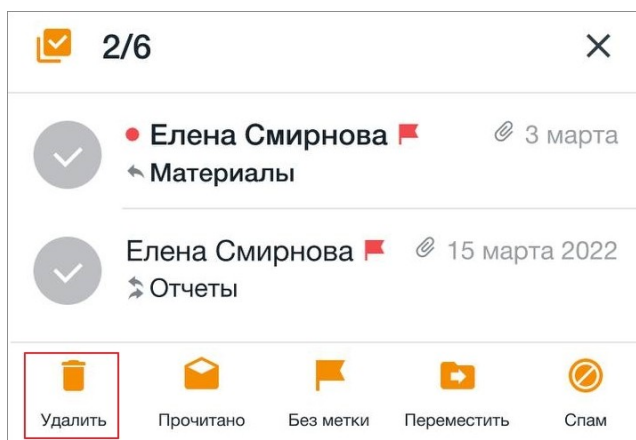 2/6
Елена Смирнова 3 марта
Материалы
Елена Смирнова 15 марта 2022
Отчеты
Удалить Прочитано Без метки Переместить Спам